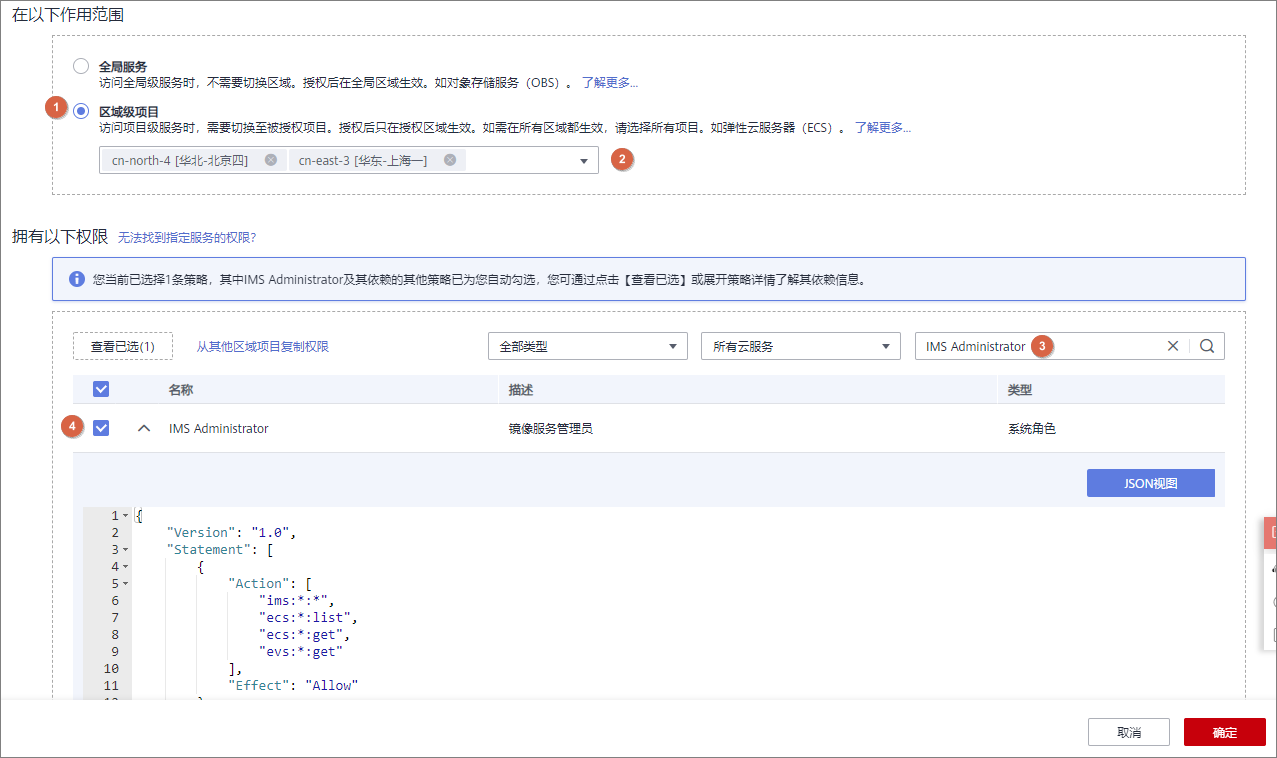 在以下作用范围
全局服务
访问全局级服务时，不需要切换区域。授权后在全局区域生效。如对象存储服务（OBS）。 了解更多...
1
区域级项目
访问项目级服务时，需要切换至被授权项目。授权后只在授权区域生效。如需在所有区域都生效，请选择所有项目。如弹性云服务器（ECS）。 了解更多...
cn-north-4 [华北-北京四] cn-east-3 [华东-上海一] 2
拥有以下权限 无法找到指定服务的权限?
您当前已选择1条策略，其中IMS Administrator及其依赖的其他策略已为您自动勾选，您可通过点击【查看已选】或展开策略详情了解其依赖信息。
查看已选(1) 从其他区域项目复制权限 全部类型 所有云服务 IMS Administrator 3
名称 描述 类型
4 IMS Administrator 镜像服务管理员 系统角色
JSON视图
1 {
2 "Version": "1.0",
3 "Statement": [
4 {
5 "Action": [
6 "ims:*:*",
7 "ecs:*:list",
8 "ecs:*:get",
9 "evs:*:get"
10 ],
11 "Effect": "Allow"
取消 确定